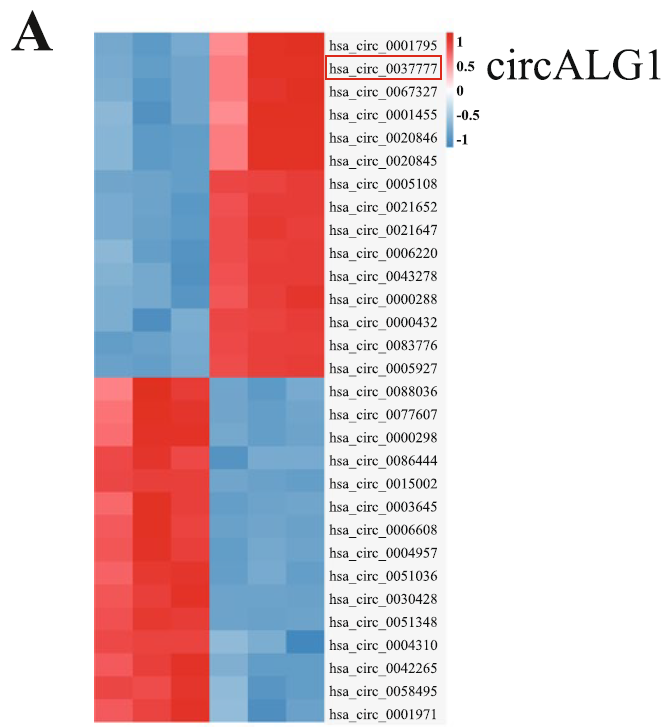 A
hsa_circ_0001795
hsa_circ_0037777
hsa_circ_0067327
hsa_circ_0001455
hsa_circ_0020846
hsa_circ_0020845
hsa_circ_0005108
hsa_circ_0021652
hsa_circ_0021647
hsa_circ_0006220
hsa_circ_0043278
hsa_circ_0000288
hsa_circ_0000432
hsa_circ_0083776
hsa_circ_0005927
hsa_circ_0088036
hsa_circ_0077607
hsa_circ_0000298
hsa_circ_0086444
hsa_circ_0015002
hsa_circ_0003645
hsa_circ_0006608
hsa_circ_0004957
hsa_circ_0051036
hsa_circ_0030428
hsa_circ_0051348
hsa_circ_0004310
hsa_circ_0042265
hsa_circ_0058495
hsa_circ_0001971
1
0.5
0
-0.5
-1
circALG1